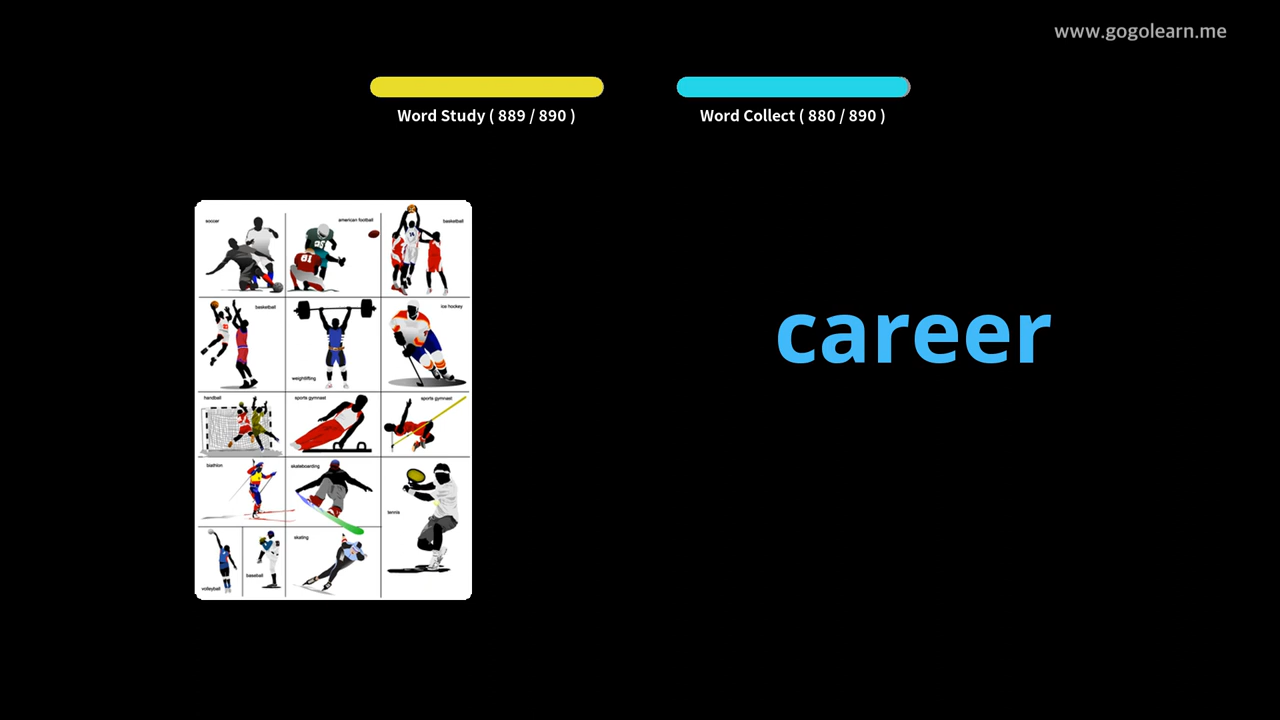 www.gogolearn.me
Word Study ( 889 / 890 )
Word Collect ( 880 / 890 )
soccer
american football
basketball
basketball
weightlifting
ice hockey
handball
sports gymnast
sports gymnast
biathlon
skateboarding
tennis
volleyball
baseball
skating
career